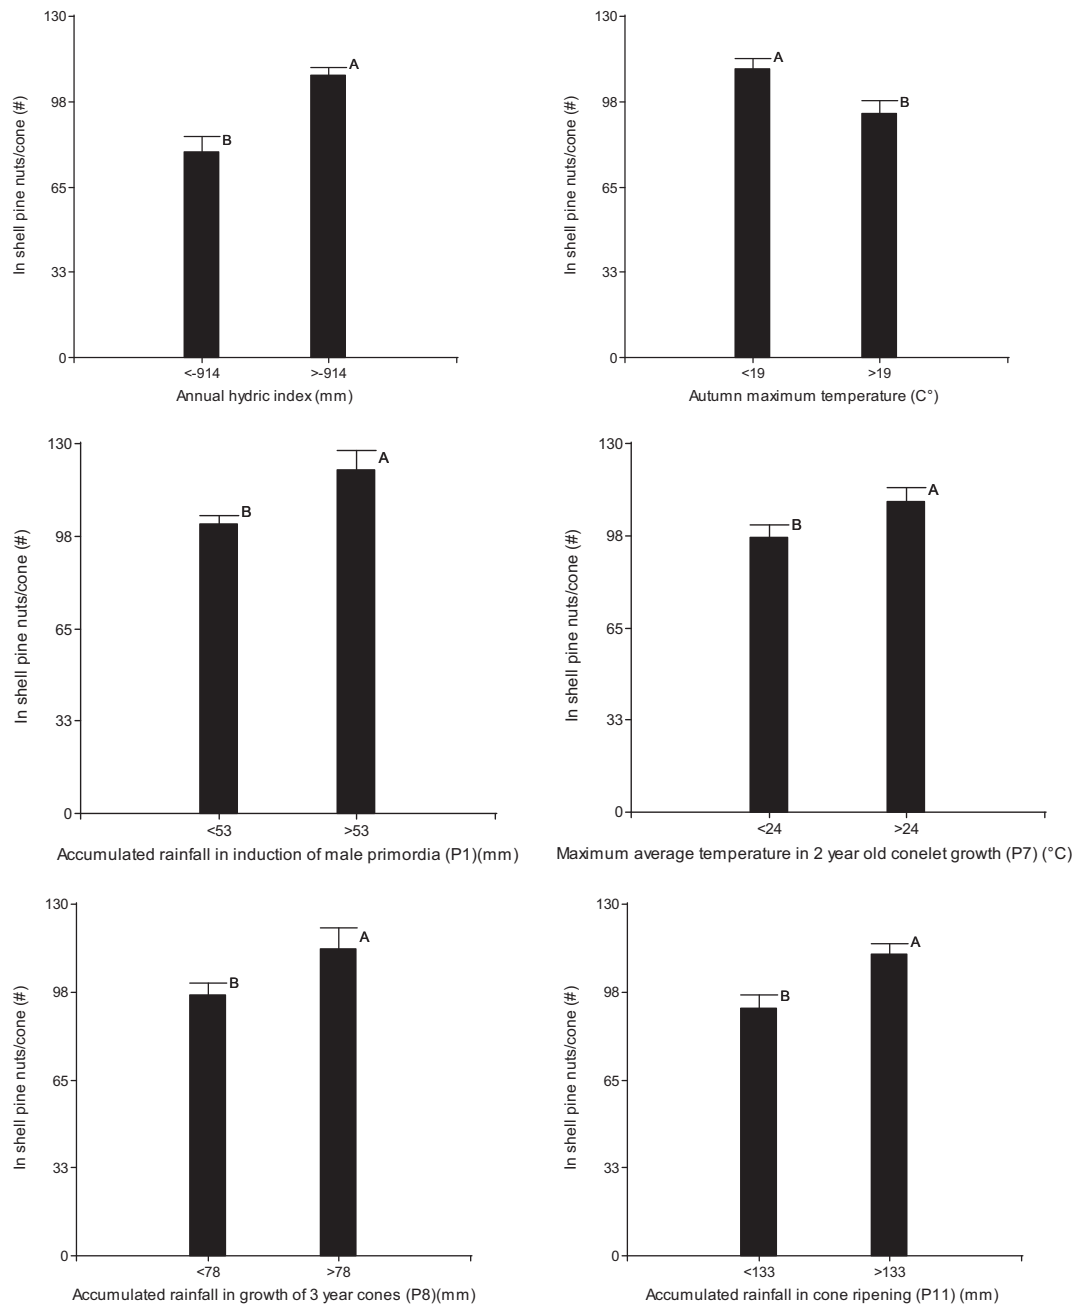 130
98
65
33
0
In shell pine nuts/cone (#)
B
A
<-914
>-914
Annual hydric index (mm)
130
98
65
33
0
In shell pine nuts/cone (#)
A
B
<19
>19
Autumn maximum temperature (C°)
130
98
65
33
0
In shell pine nuts/cone (#)
B
A
<53
>53
Accumulated rainfall in induction of male primordia (P1)(mm)
130
98
65
33
0
In shell pine nuts/cone (#)
B
A
<24
>24
Maximum average temperature in 2 year old conelet growth (P7) (°C)
130
98
65
33
0
In shell pine nuts/cone (#)
B
A
<78
>78
Accumulated rainfall in growth of 3 year cones (P8)(mm)
130
98
65
33
0
In shell pine nuts/cone (#)
B
A
<133
>133
Accumulated rainfall in cone ripening (P11) (mm)